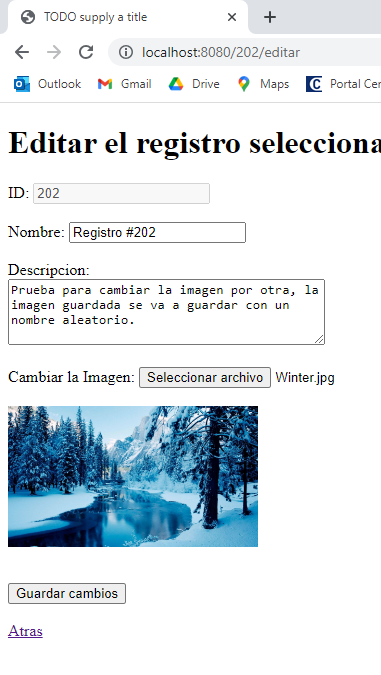 TODO supply a title
localhost:8080/202/editar
Outlook Gmail Drive Maps Portal Cer
Editar el registro selecciona
ID: 202
Nombre: Registro #202
Descripcion:
Prueba para cambiar la imagen por otra, la
imagen guardada se va a guardar con un
nombre aleatorio.
Cambiar la Imagen: Seleccionar archivo Winter.jpg
Guardar cambios
Atras